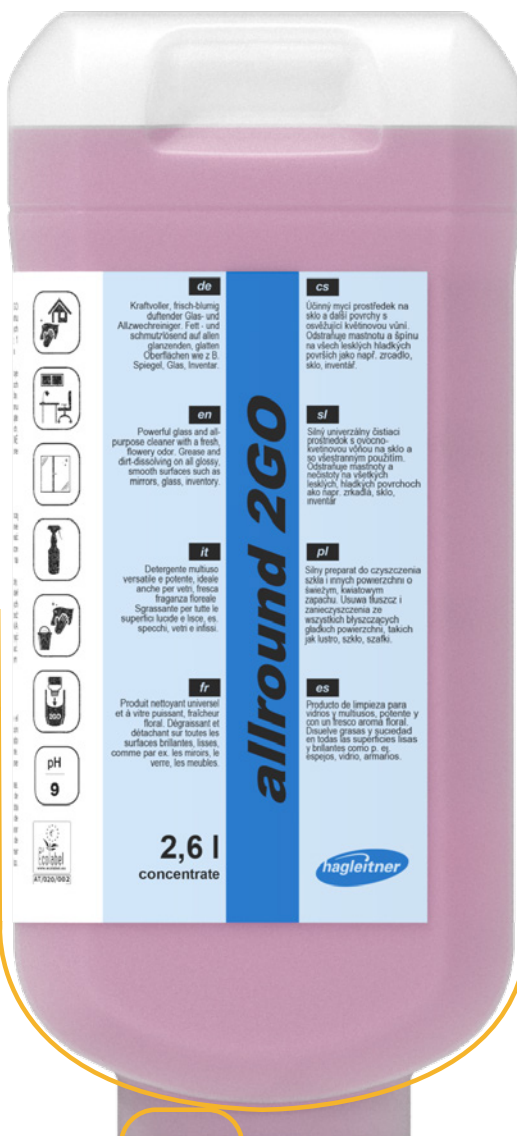 de
Kraftvoller, frisch-blumig
duftender Glas- und
Allzweckreiniger. Fett - und
schmutzlösend auf allen
glanzenden, glatten
Oberflächen wie z B.
Spiegel, Glas, Inventar.
en
Powerful glass and all-
purpose cleaner with a fresh,
flowery odor. Grease and
dirt-dissolving on all glossy,
smooth surfaces such as
mirrors, glass, inventory.
it
Detergente multiuso
versatile e potente, ideale
anche per vetri, fresca
fraganza floreale
Sgrassante per tutte le
superfici lucide e lisce, es.
specchi, vetri e infissi.
fr
Produit nettoyant universel
et à vitre puissant, fraîcheur
floral. Dégraissant et
détachant sur toutes les
surfaces brillantes, lisses,
comme par ex. les miroirs, le
verre, les meubles.
2,6 l
concentrate
allround 2GO
cs
Účinný mycí prostředek na
sklo a další povrchy s
osvěžující květinovou vůní.
Odstraňuje mastnotu a špínu
na všech lesklých hladkých
površích jako např. zrcadlo,
sklo, inventář.
sl
Silný univerzálny čistiaci
prostriedok s ovocno-
kvetinovou vôňou na sklo a
so všestranným použitím.
Odstraňuje mastnoty a
nečistoty na všetkých
lesklých, hladkých povrchoch
ako napr. zrkadlá, sklo,
inventár
pl
Silny preparat do czyszczenia
szkła i innych powierzchni o
świeżym, kwiatowym
zapachu. Usuwa tłuszcz i
zanieczyszczenia ze
wszystkich błyszczących
gładkich powierzchni, takich
jak lustro, szkło, szafki.
es
Producto de limpieza para
vidrios y multiusos, potente y
con un fresco aroma floral.
Disuelve grasas y suciedad
en todas las superficies lisas
y brillantes como p. ej.
espejos, vidrio, armarios.
hagleitner
2GO
pH
9
Ecolabel
AT/020/002